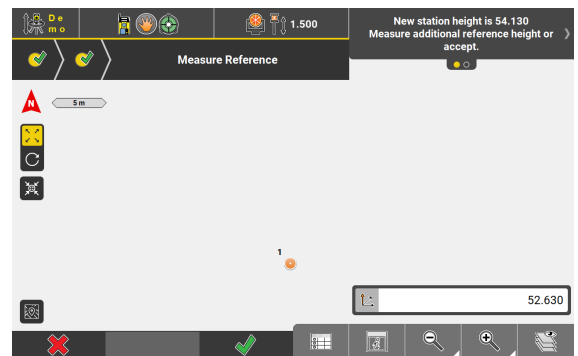 De
mo
1.500
New station height is 54.130
Measure additional reference height or
accept.
Measure Reference
N
5 m
1
52.630